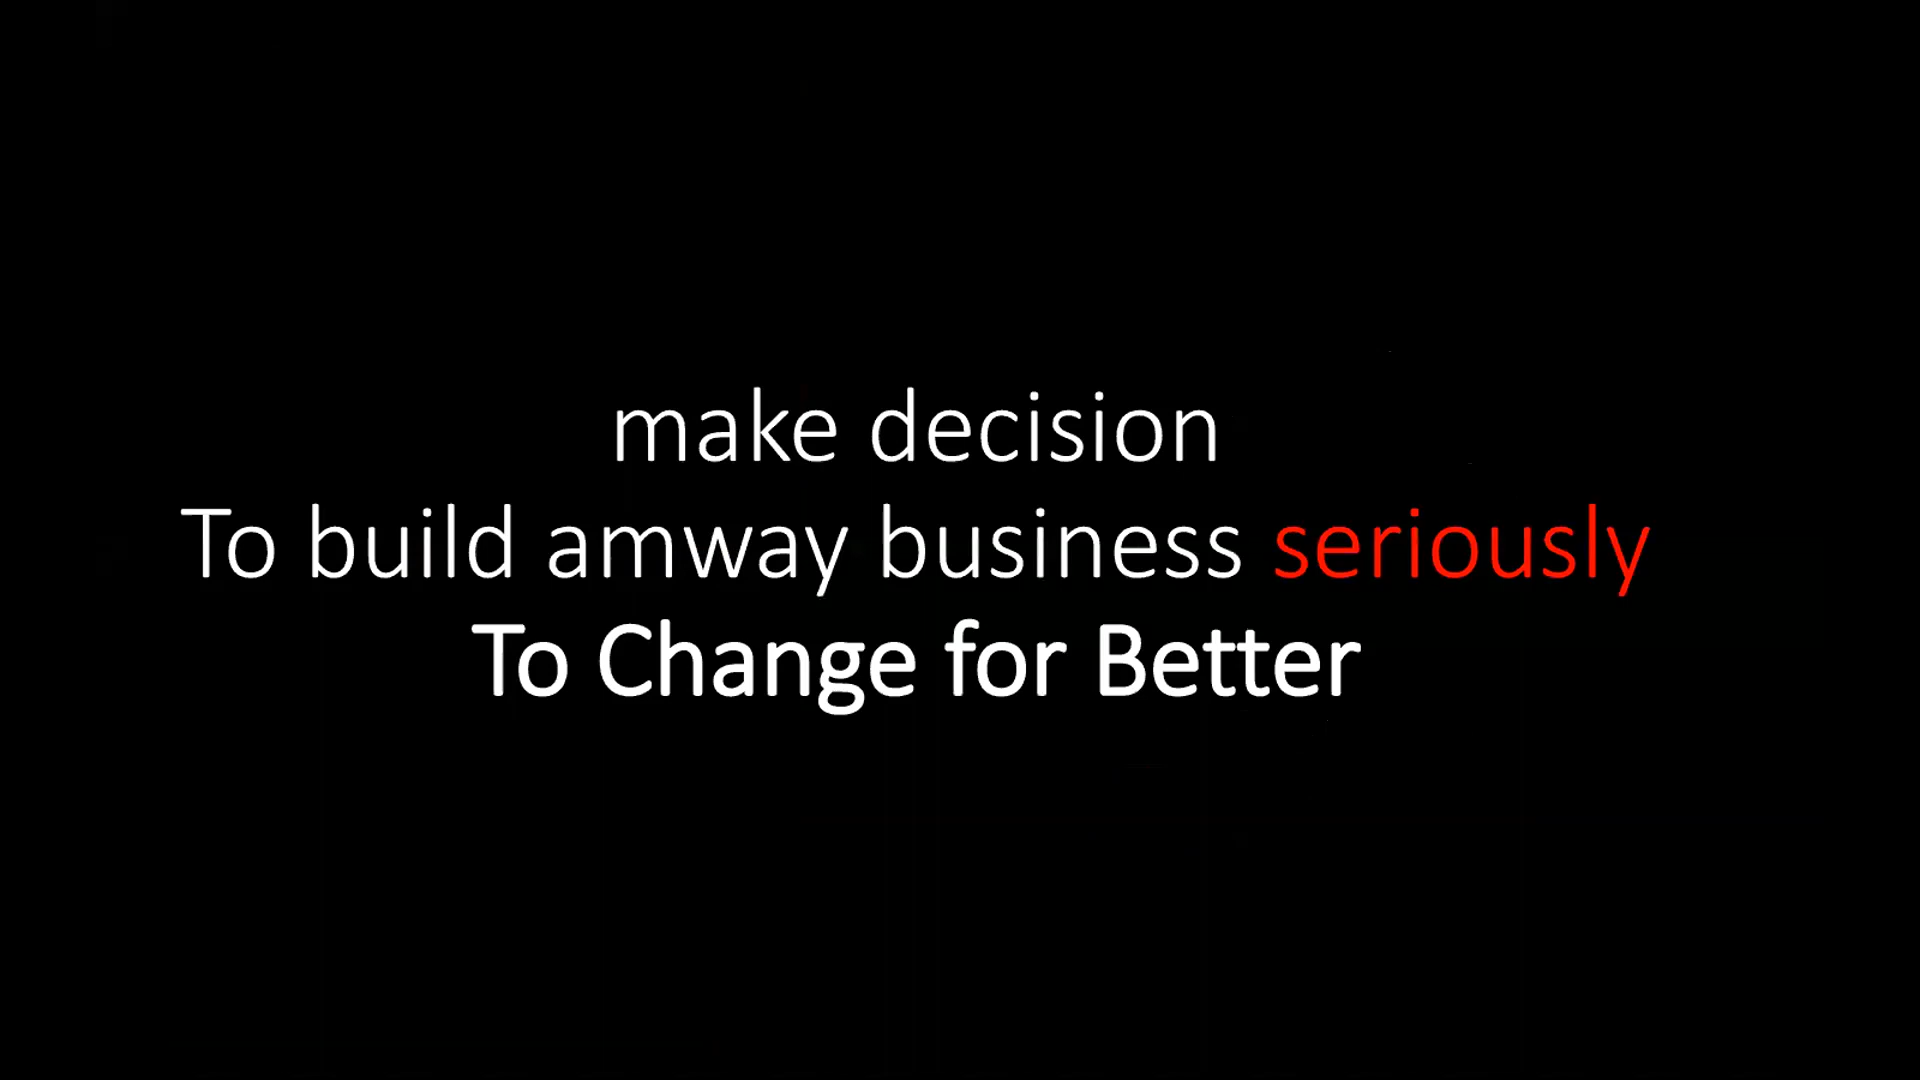 make decision
To build amway business seriously
To Change for Better